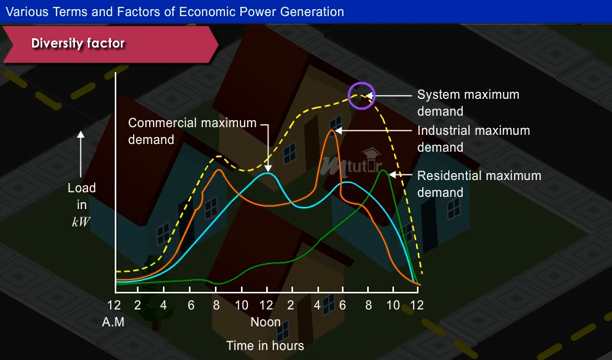 Various Terms and Factors of Economic Power Generation
Diversity factor
System maximum
demand
Commercial maximum
demand
Industrial maximum
demand
Residential maximum
demand
Load
in
kW
12 2 4 6 8 10 12 2 4 6 8 10 12
A.M Noon
Time in hours